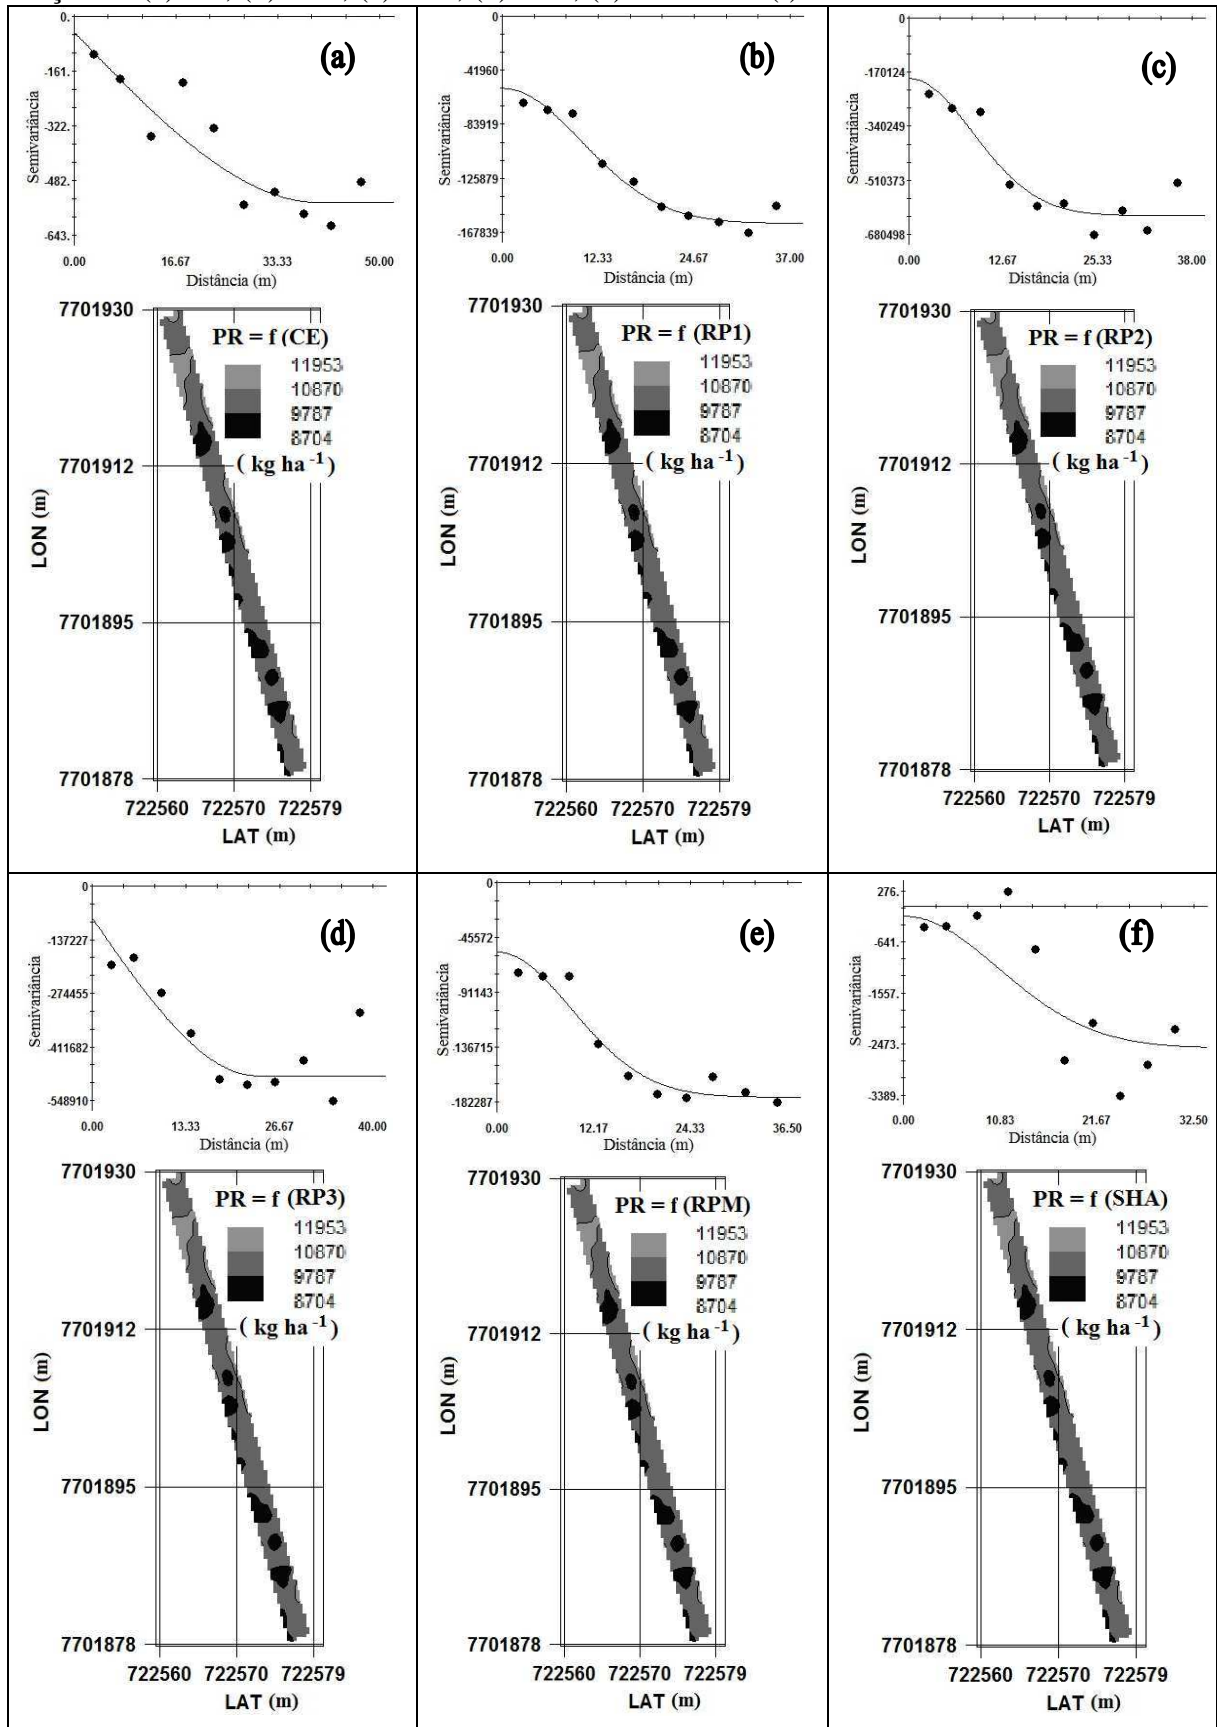 (a)
0.
-161.
-322.
-482.
-643.
Semivariância
0.00 16.67 33.33 50.00
Distância (m)
7701930
7701912
7701895
7701878
LON (m)
PR = f (CE)
11953
10870
9787
8704
( kg ha -1 )
722560 722570 722579
LAT (m)
(b)
0.
-41960
-83919
-125879
-167839
Semivariância
0.00 12.33 24.67 37.00
Distância (m)
7701930
7701912
7701895
7701878
LON (m)
PR = f (RP1)
11953
10870
9787
8704
( kg ha -1 )
722560 722570 722579
LAT (m)
(c)
0
-170124
-340249
-510373
-680498
Semivariância
0.00 12.67 25.33 38.00
Distância (m)
7701930
7701912
7701895
7701878
LON (m)
PR = f (RP2)
11953
10870
9787
8704
( kg ha -1 )
722560 722570 722579
LAT (m)
(d)
0
-137227
-274455
-411682
-548910
Semivariância
0.00 13.33 26.67 40.00
Distância (m)
7701930
7701912
7701895
7701878
LON (m)
PR = f (RP3)
11953
10870
9787
8704
( kg ha -1 )
722560 722570 722579
LAT (m)
(e)
0
-45572
-91143
-136715
-182287
Semivariância
0.00 12.17 24.33 36.50
Distância (m)
7701930
7701912
7701895
7701878
LON (m)
PR = f (RPM)
11953
10870
9787
8704
( kg ha -1 )
722560 722570 722579
LAT (m)
(f)
276.
-641.
-1557.
-2473.
-3389.
Semivariância
0.00 10.83 21.67 32.50
Distância (m)
7701930
7701912
7701895
7701878
LON (m)
PR = f (SHA)
11953
10870
9787
8704
( kg ha -1 )
722560 722570 722579
LAT (m)